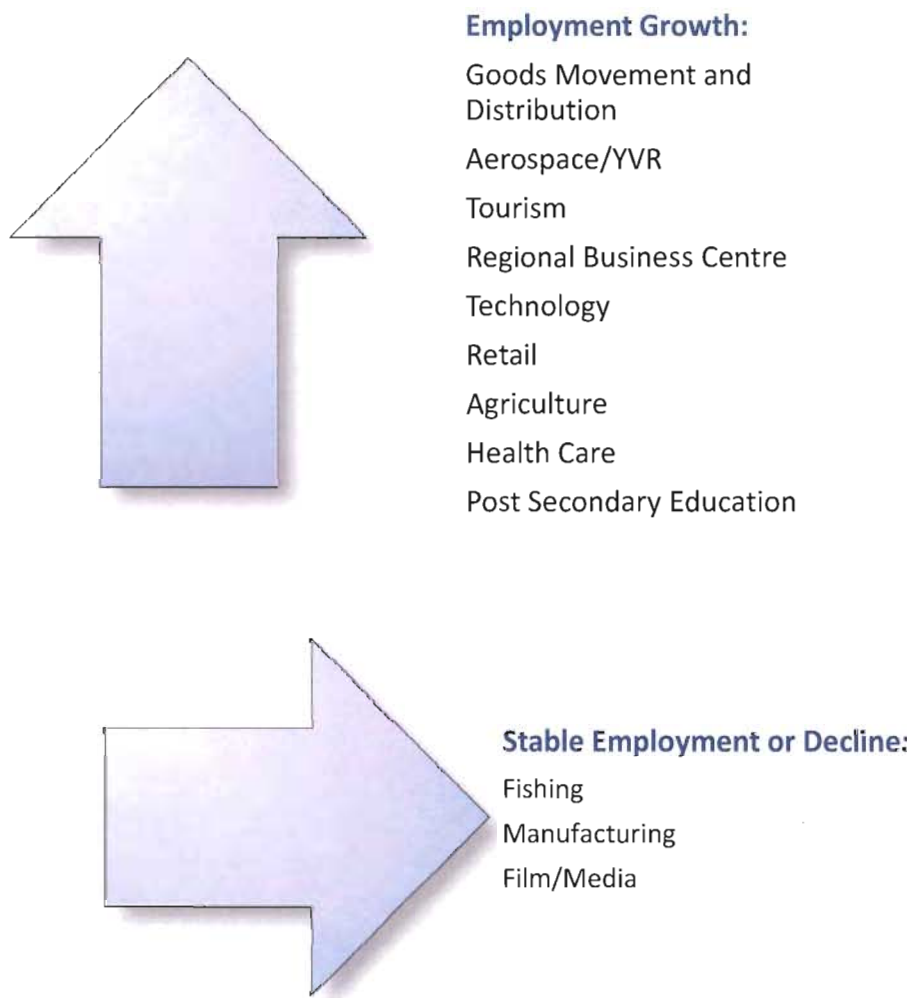 Employment Growth:
Goods Movement and
Distribution
Aerospace/YVR
Tourism
Regional Business Centre
Technology
Retail
Agriculture
Health Care
Post Secondary Education
Stable Employment or Decline:
Fishing
Manufacturing
Film/Media